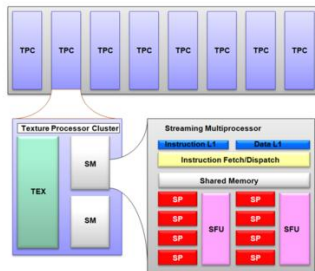 TPC TPC TPC TPC TPC TPC TPC TPC
Texture Processor Cluster
TEX
SM
SM
Streaming Multiprocessor
Instruction L1 Data L1
Instruction Fetch/Dispatch
Shared Memory
SP SP
SP SP
SFU SFU
SP SP
SP SP